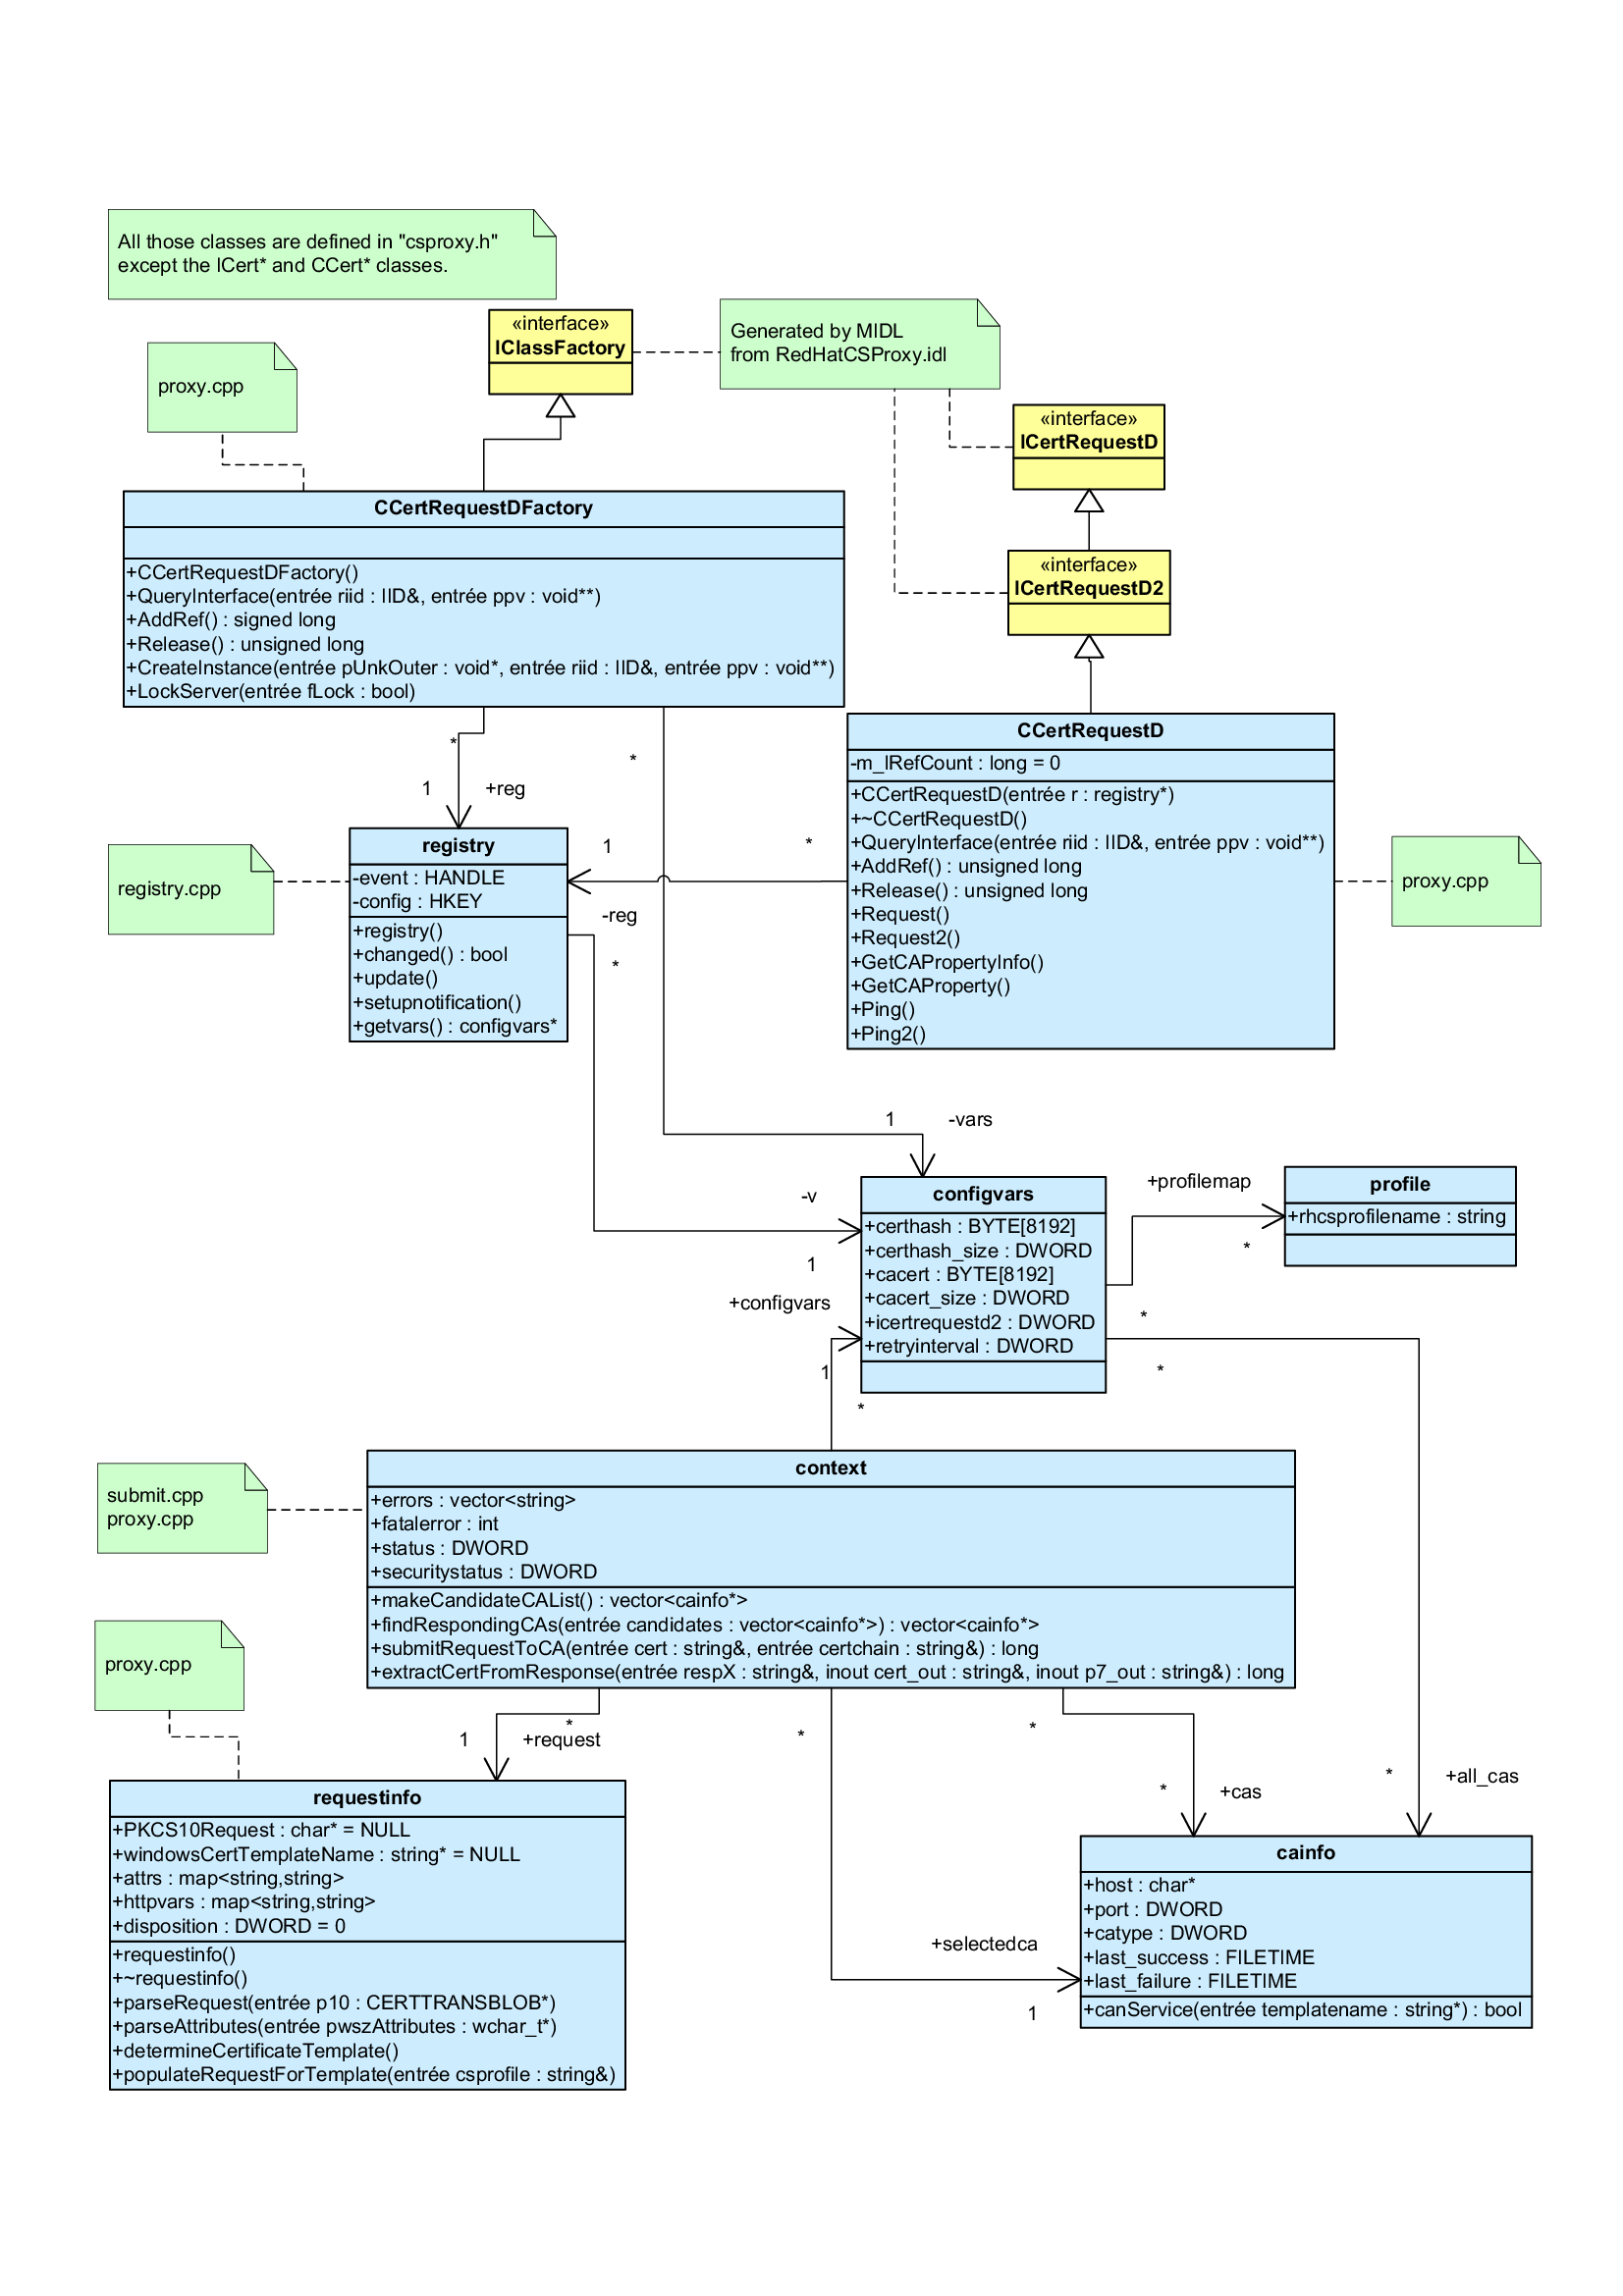 All those classes are defined in "csproxy.h"
except the ICert* and CCert* classes.
«interface»
IClassFactory
Generated by MIDL
from RedHatCSProxy.idl
proxy.cpp
«interface»
ICertRequestD
CCertRequestDFactory
+CCertRequestDFactory()
+QueryInterface(entrée riid : IID&, entrée ppv : void**)
+AddRef() : signed long
+Release() : unsigned long
+CreateInstance(entrée pUnkOuter : void*, entrée riid : IID&, entrée ppv : void**)
+LockServer(entrée fLock : bool)
«interface»
ICertRequestD2
CCertRequestD
-m_lRefCount : long = 0
+CCertRequestD(entrée r : registry*)
+~CCertRequestD()
+QueryInterface(entrée riid : IID&, entrée ppv : void**)
+AddRef() : unsigned long
+Release() : unsigned long
+Request()
+Request2()
+GetCAPropertyInfo()
+GetCAProperty()
+Ping()
+Ping2()
proxy.cpp
*
1
+reg
*
registry.cpp
registry
-event : HANDLE
-config : HKEY
+registry()
+changed() : bool
+update()
+setupnotification()
+getvars() : configvars*
1
*
-reg
*
1
-vars
-v
1
configvars
+certhash : BYTE[8192]
+certhash_size : DWORD
+cacert : BYTE[8192]
+cacert_size : DWORD
+icertrequestd2 : DWORD
+retryinterval : DWORD
+profilemap
*
*
profile
+rhcsprofilename : string
+configvars
1
*
*
submit.cpp
proxy.cpp
context
+errors : vector<string>
+fatalerror : int
+status : DWORD
+securitystatus : DWORD
+makeCandidateCAList() : vector<cainfo*>
+findRespondingCAs(entrée candidates : vector<cainfo*>) : vector<cainfo*>
+submitRequestToCA(entrée cert : string&, entrée certchain : string&) : long
+extractCertFromResponse(entrée respX : string&, inout cert_out : string&, inout p7_out : string&) : long
proxy.cpp
*
1
+request
*
*
*
+cas
*
+all_cas
requestinfo
+PKCS10Request : char* = NULL
+windowsCertTemplateName : string* = NULL
+attrs : map<string,string>
+httpvars : map<string,string>
+disposition : DWORD = 0
+requestinfo()
+~requestinfo()
+parseRequest(entrée p10 : CERTTRANSBLOB*)
+parseAttributes(entrée pwszAttributes : wchar_t*)
+determineCertificateTemplate()
+populateRequestForTemplate(entrée csprofile : string&)
+selectedca
1
cainfo
+host : char*
+port : DWORD
+catype : DWORD
+last_success : FILETIME
+last_failure : FILETIME
+canService(entrée templatename : string*) : bool